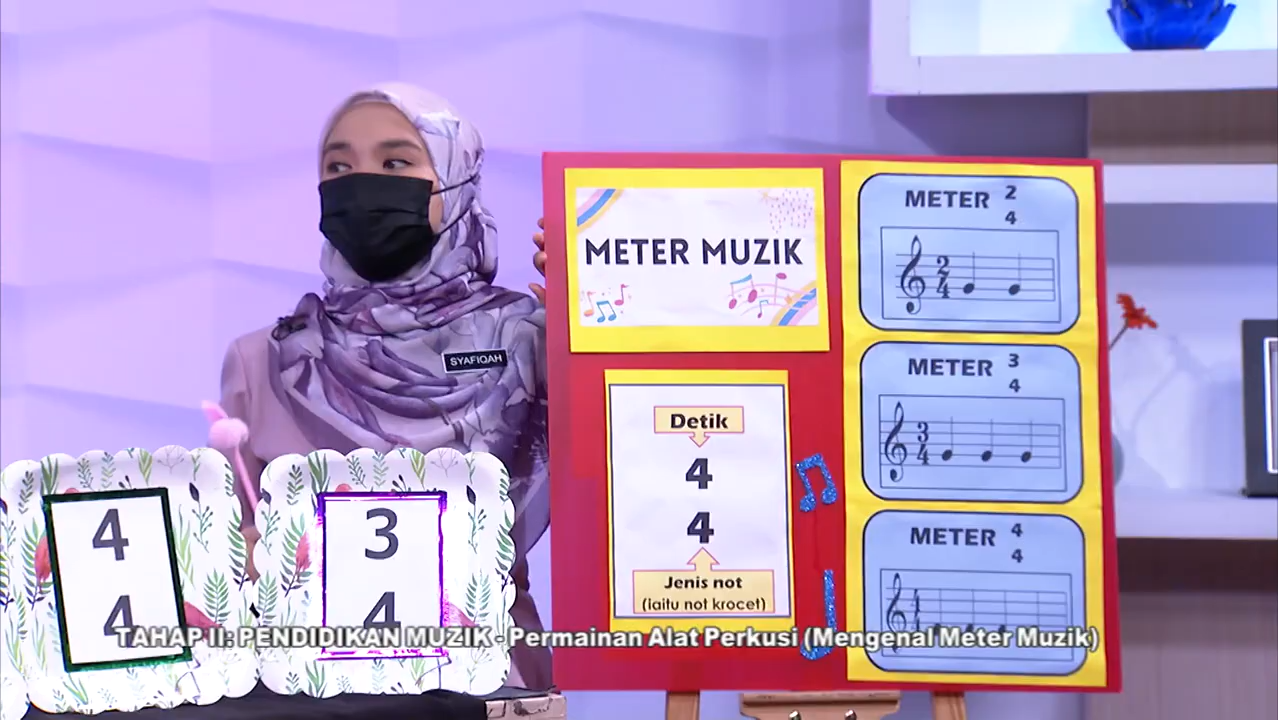 METER MUZIK
METER 2
4
2
4
METER 3
4
3
4
METER 4
4
4
Detik
4
4
Jenis not
(iaitu not krocet)
SYAFIQAH
4
4
3
4
TAHAP II: PENDIDIKAN MUZIK - Permainan Alat Perkusi (Mengenal Meter Muzik)